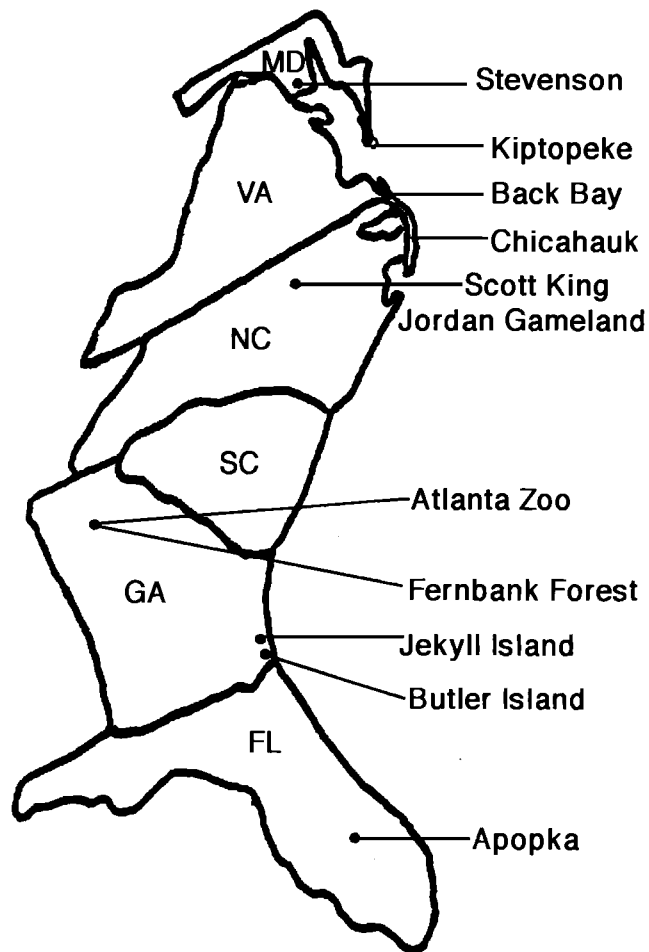 MD
Stevenson
Kiptopeke
VA
Back Bay
Chicahauk
Scott King
NC
Jordan Gameland
SC
Atlanta Zoo
GA
Fernbank Forest
Jekyll Island
Butler Island
FL
Apopka